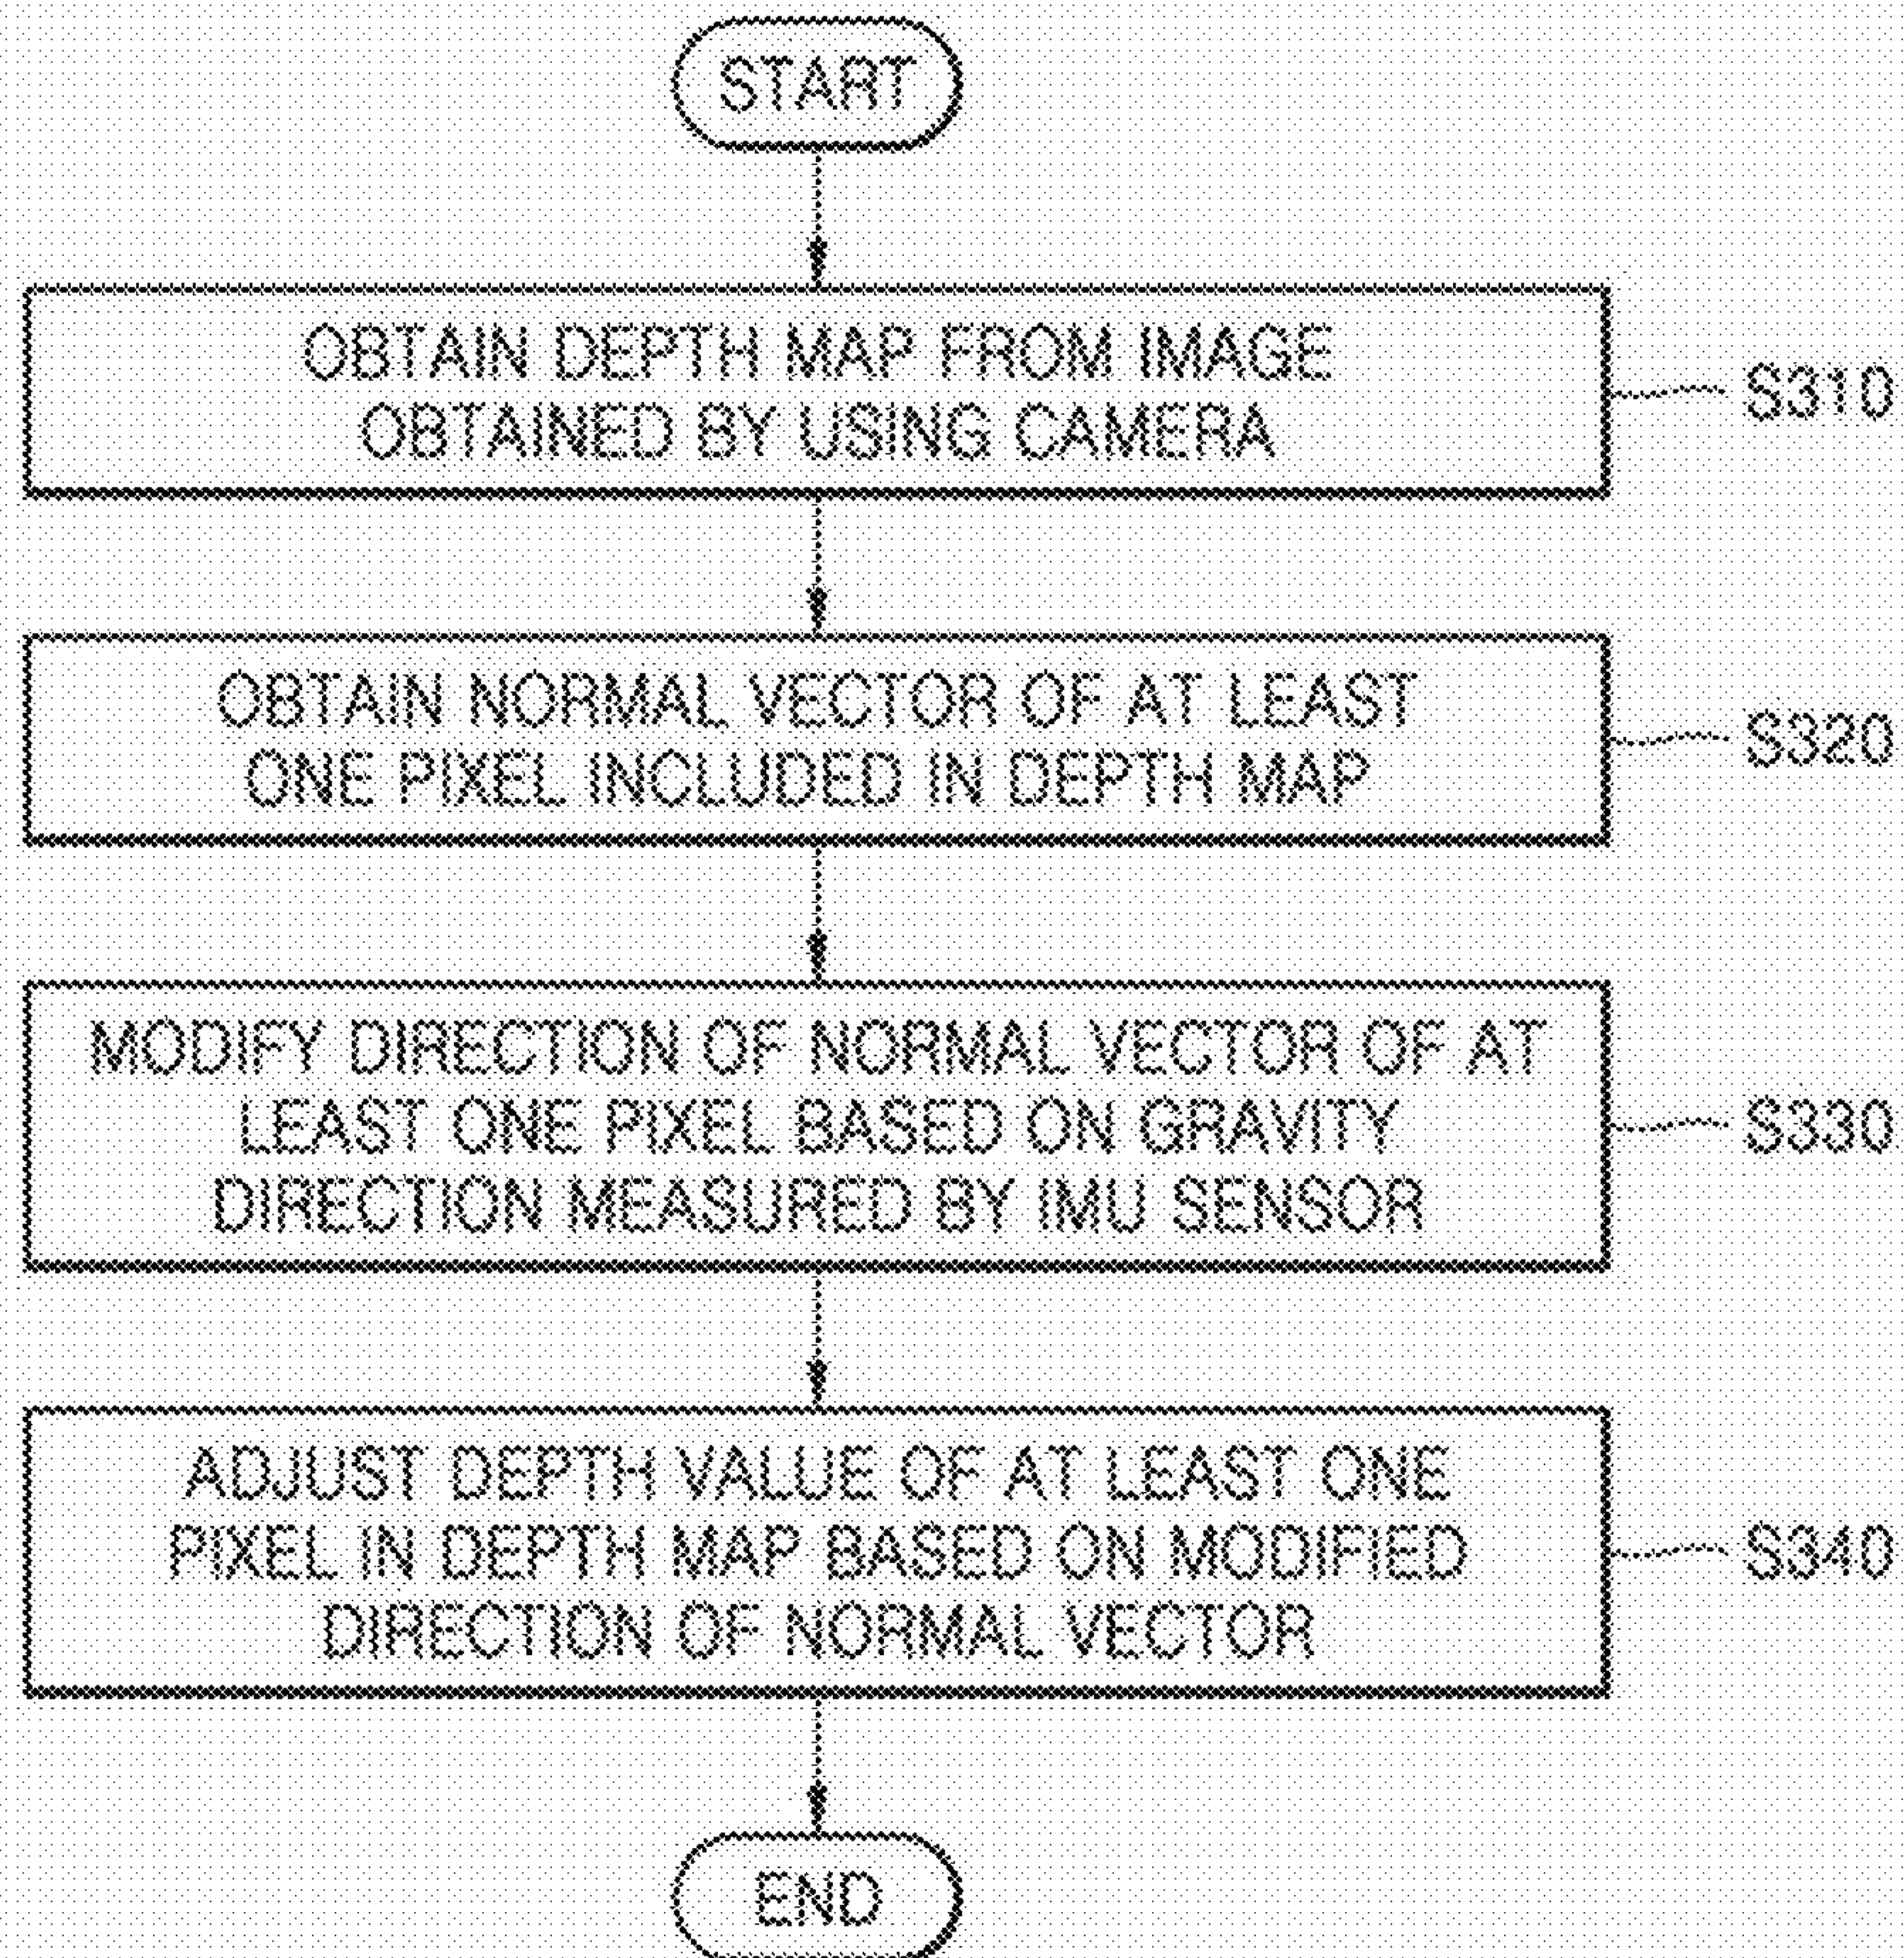 START
OBTAIN DEPTH MAP FROM IMAGE
OBTAINED BY USING CAMERA
S310
OBTAIN NORMAL VECTOR OF AT LEAST
ONE PIXEL INCLUDED IN DEPTH MAP
S320
MODIFY DIRECTION OF NORMAL VECTOR OF AT
LEAST ONE PIXEL BASED ON GRAVITY
DIRECTION MEASURED BY IMU SENSOR
S330
ADJUST DEPTH VALUE OF AT LEAST ONE
PIXEL IN DEPTH MAP BASED ON MODIFIED
DIRECTION OF NORMAL VECTOR
S340
END